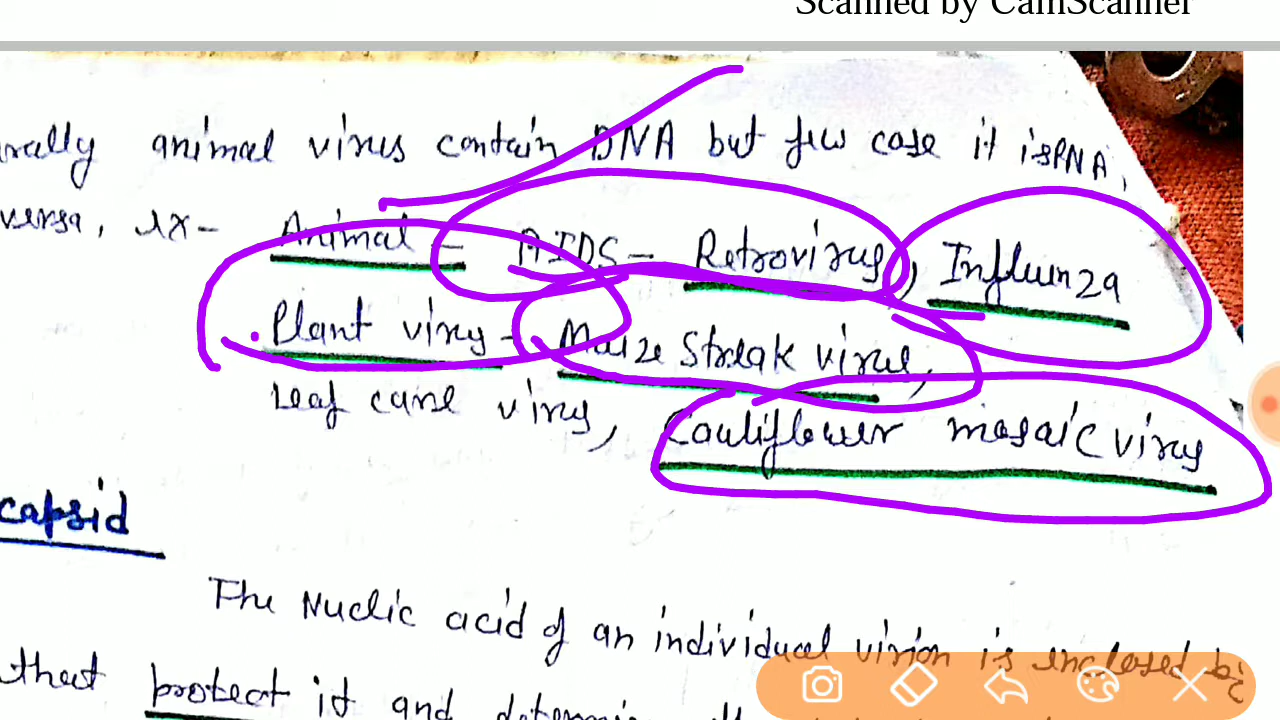 Scanned by CamScanner
rally animal virus contain DNA but few case it is RNA,
versa, ex- Animal - AIDS - Retrovirus, Influenza
Plant virus - Maize Streak virus,
Leaf cane virus, Cauliflower mosaic virus
capsid
The Nuclic acid of an individual virion is enclosed by
that protect it and